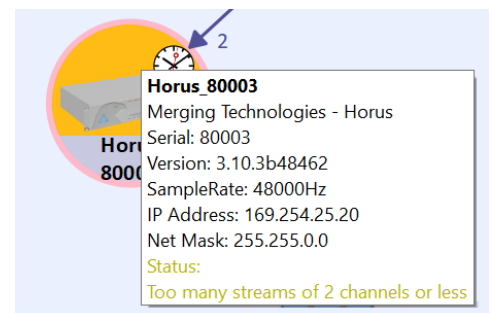 2
Horus_80003
Merging Technologies - Horus
Serial: 80003
Version: 3.10.3b48462
SampleRate: 48000Hz
IP Address: 169.254.25.20
Net Mask: 255.255.0.0
Status:
Too many streams of 2 channels or less